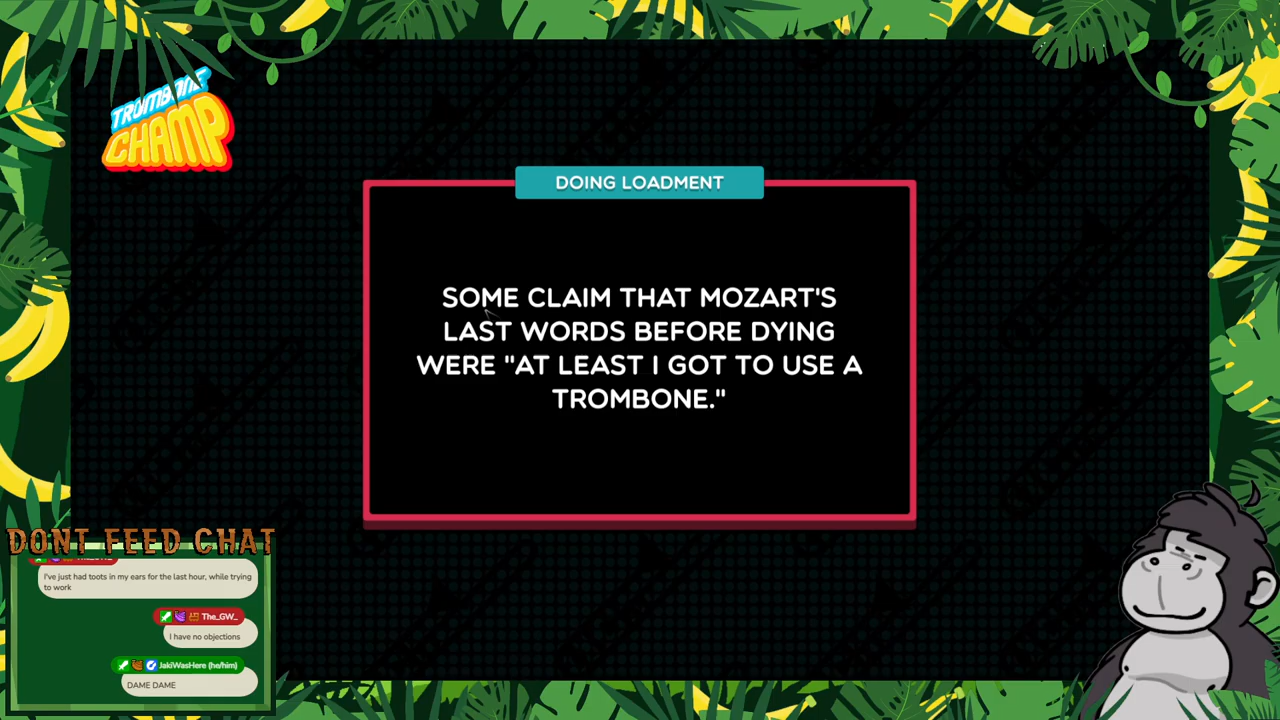 TROMBONE
CHAMP
DOING LOADMENT
SOME CLAIM THAT MOZART'S
LAST WORDS BEFORE DYING
WERE "AT LEAST I GOT TO USE A
TROMBONE."
DONT FEED CHAT
I've just had toots in my ears for the last hour, while trying
to work
The_GW_
I have no objections
JakiWasHere (he/him)
DAME DAME